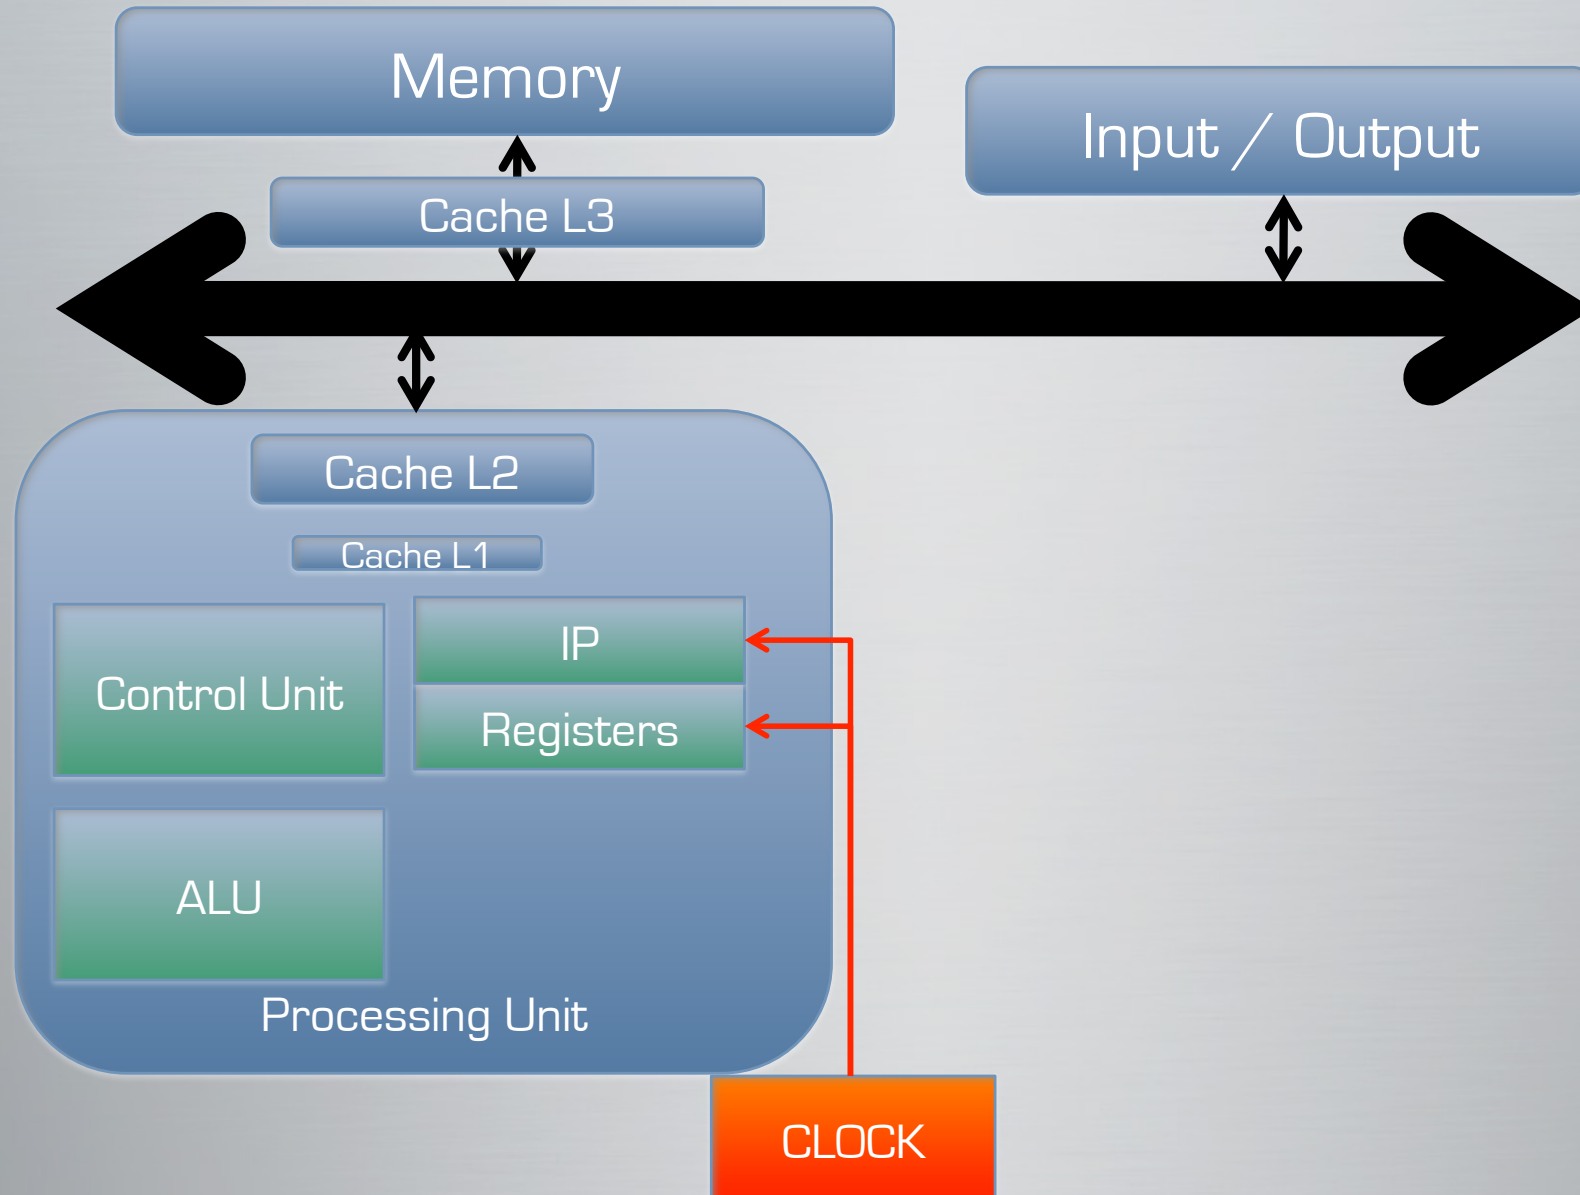 Memory
Input / Output
Cache L3
Cache L2
Cache L1
IP
Control Unit
Registers
ALU
Processing Unit
CLOCK